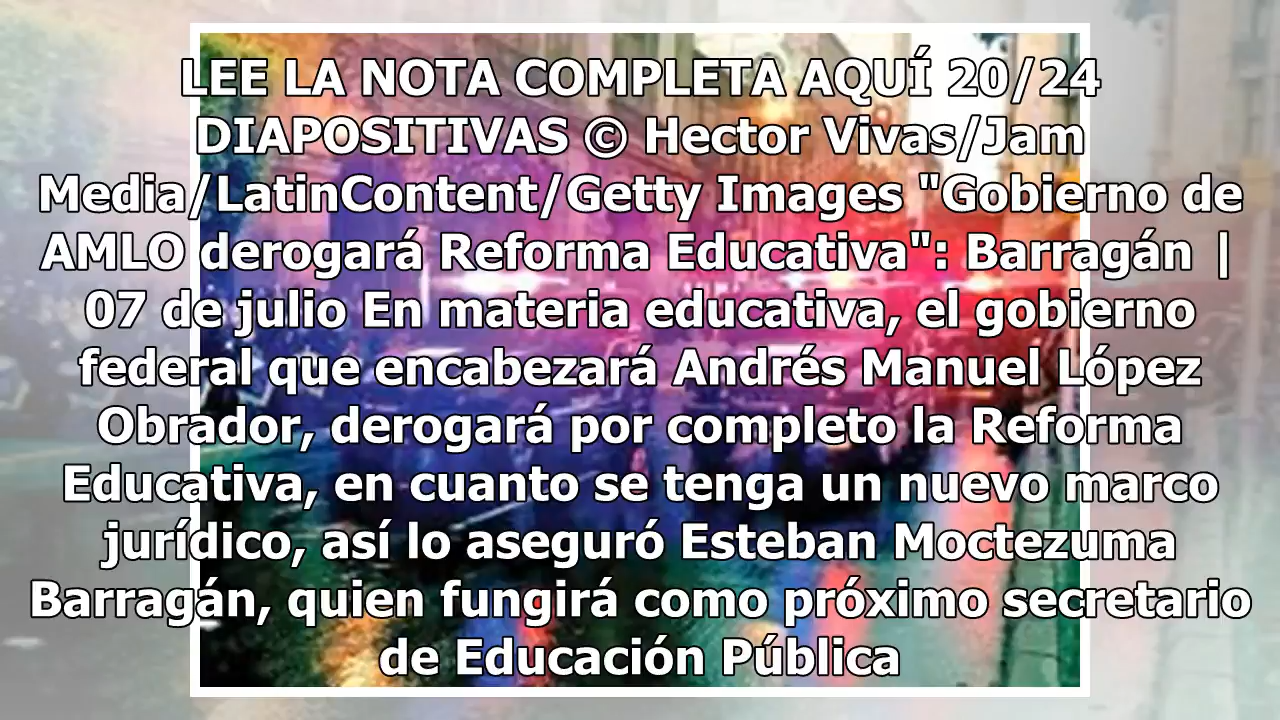 LEE LA NOTA COMPLETA AQUÍ 20/24
DIAPOSITIVAS © Hector Vivas/Jam
Media/LatinContent/Getty Images "Gobierno de
AMLO derogará Reforma Educativa": Barragán |
07 de julio En materia educativa, el gobierno
federal que encabezará Andrés Manuel López
Obrador, derogará por completo la Reforma
Educativa, en cuanto se tenga un nuevo marco
jurídico, así lo aseguró Esteban Moctezuma
Barragán, quien fungirá como próximo secretario
de Educación Pública